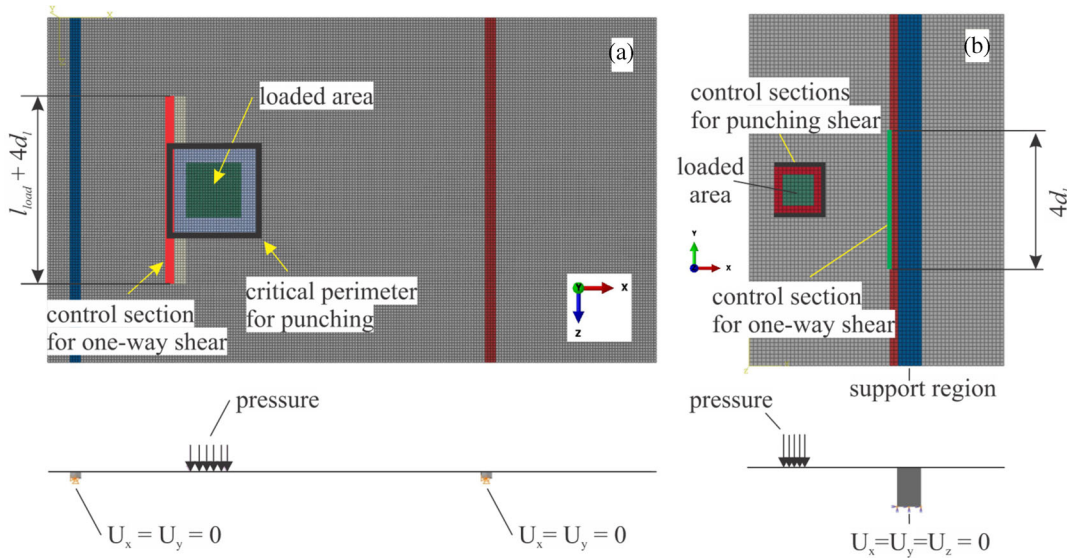 (a)
loaded area
l_load + 4d_l
control section
for one-way shear
critical perimeter
for punching
Y
X
Z
pressure
U_x = U_y = 0
U_x = U_y = 0
(b)
control sections
for punching shear
loaded
area
4d_l
Y
X
control section
for one-way shear
support region
pressure
U_x=U_y=U_z = 0